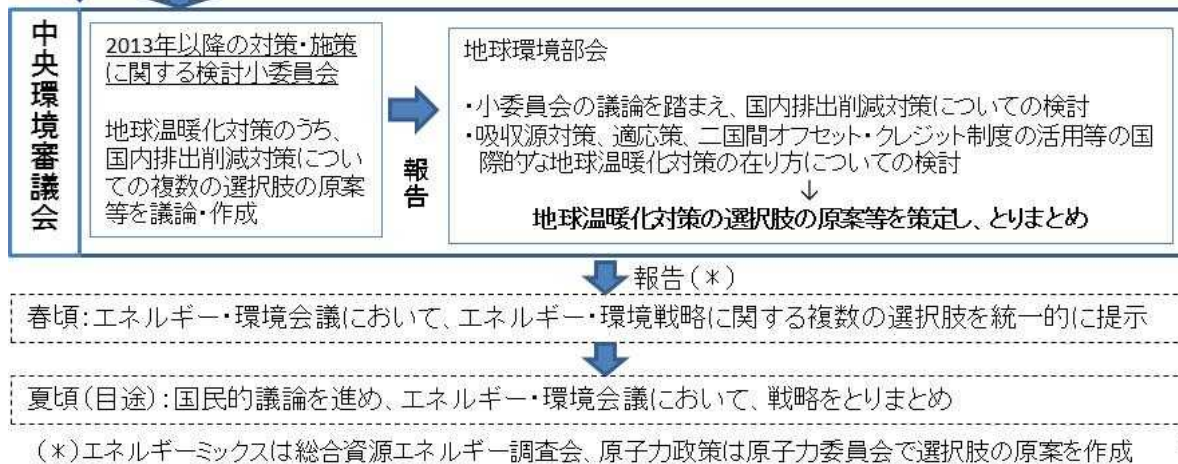 中央環境審議会
2013年以降の対策・施策
に関する検討小委員会
地球温暖化対策のうち、
国内排出削減対策につい
ての複数の選択肢の原案
等を議論・作成
報告
地球環境部会
・小委員会の議論を踏まえ、国内排出削減対策についての検討
・吸収源対策、適応策、二国間オフセット・クレジット制度の活用等の国
際的な地球温暖化対策の在り方についての検討
↓
地球温暖化対策の選択肢の原案等を策定し、とりまとめ
報告(*)
春頃:エネルギー・環境会議において、エネルギー・環境戦略に関する複数の選択肢を統一的に提示
夏頃(目途):国民的議論を進め、エネルギー・環境会議において、戦略をとりまとめ
(*)エネルギーミックスは総合資源エネルギー調査会、原子力政策は原子力委員会で選択肢の原案を作成